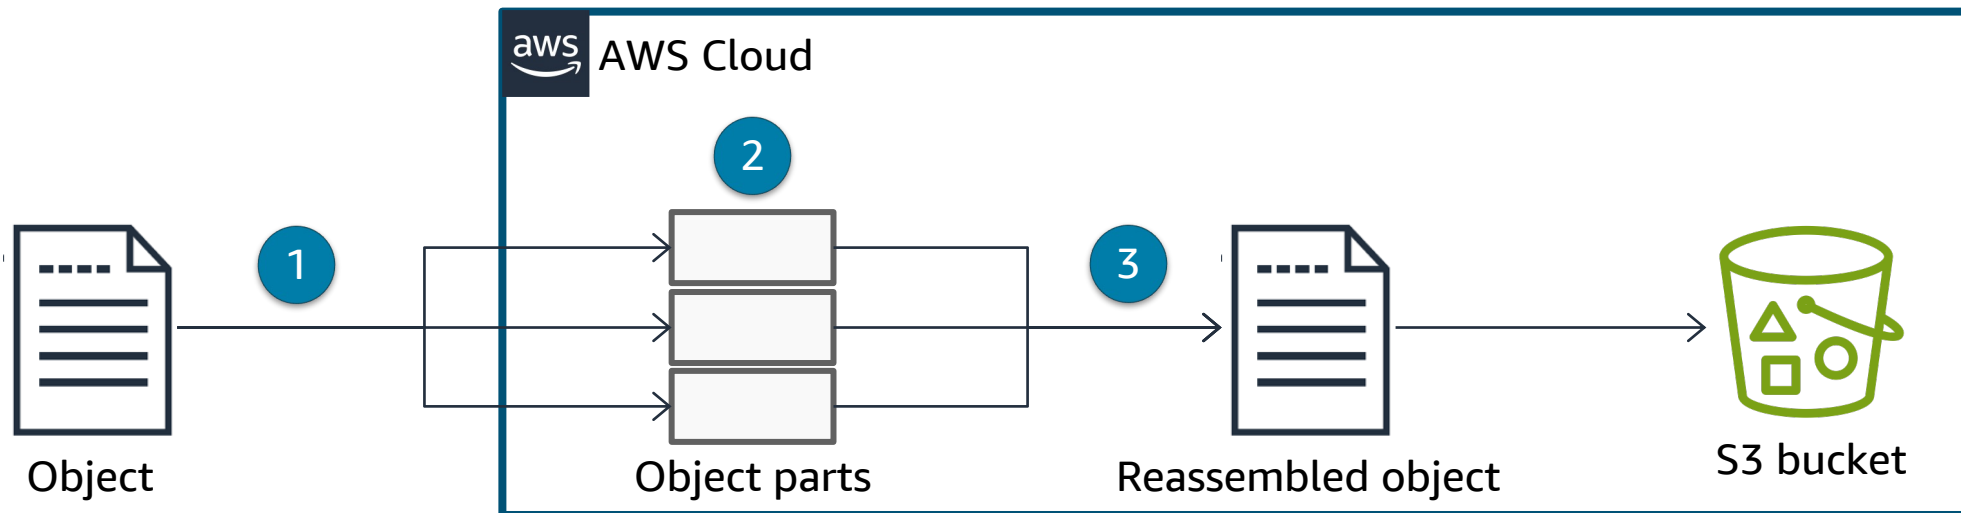 aws
AWS Cloud
2
1
3
Object
Object parts
Reassembled object
S3 bucket